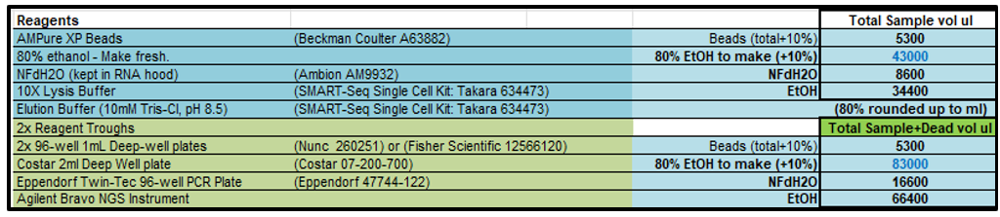 Reagents Total Sample vol ul
AMPure XP Beads (Beckman Coulter A63882) Beads (total+10%) 5300
80% ethanol - Make fresh. 80% EtOH to make (+10%) 43000
NFdH2O (kept in RNA hood) (Ambion AM9932) NFdH2O 8600
10X Lysis Buffer (SMART-Seq Single Cell Kit: Takara 634473) EtOH 34400
Elution Buffer (10mM Tris-Cl, pH 8.5) (SMART-Seq Single Cell Kit: Takara 634473) (80% rounded up to ml)
2x Reagent Troughs Total Sample+Dead vol ul
2x 96-well 1mL Deep-well plates (Nunc 260251) or (Fisher Scientific 12566120) Beads (total+10%) 5300
Costar 2ml Deep Well plate (Costar 07-200-700) 80% EtOH to make (+10%) 83000
Eppendorf Twin-Tec 96-well PCR Plate (Eppendorf 47744-122) NFdH2O 16600
Agilent Bravo NGS Instrument EtOH 66400